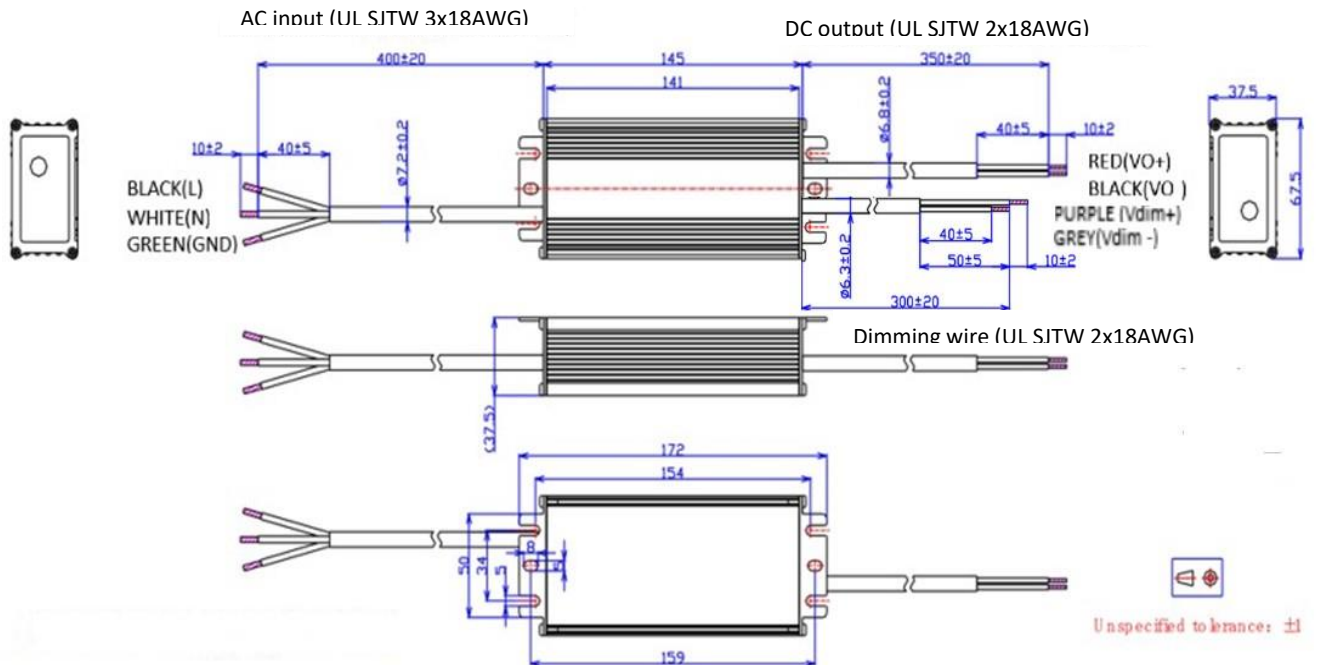 AC input (UL SJTW 3x18AWG)
DC output (UL SJTW 2x18AWG)
400±20
145
350±20
141
37.5
ø7.2±0.2
ø6.8±0.2
40±5
10±2
10±2
40±5
RED(VO+)
BLACK(L)
BLACK(VO )
WHITE(N)
PURPLE (Vdim+)
GREEN(GND)
GREY(Vdim -)
67.5
40±5
ø6.3±0.2
50±5
10±2
300±20
Dimming wire (UL SJTW 2x18AWG)
(37.5)
172
154
8
50
34
5
5
159
Unspecified tolerance: ±1